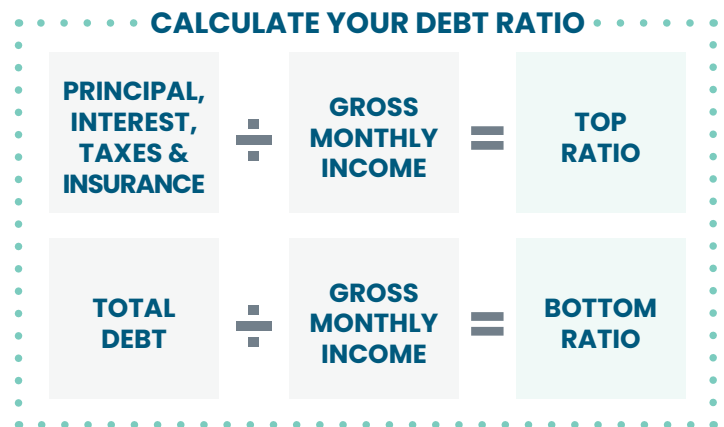 CALCULATE YOUR DEBT RATIO
PRINCIPAL,
INTEREST,
TAXES &
INSURANCE
÷
GROSS
MONTHLY
INCOME
=
TOP
RATIO
TOTAL
DEBT
÷
GROSS
MONTHLY
INCOME
=
BOTTOM
RATIO